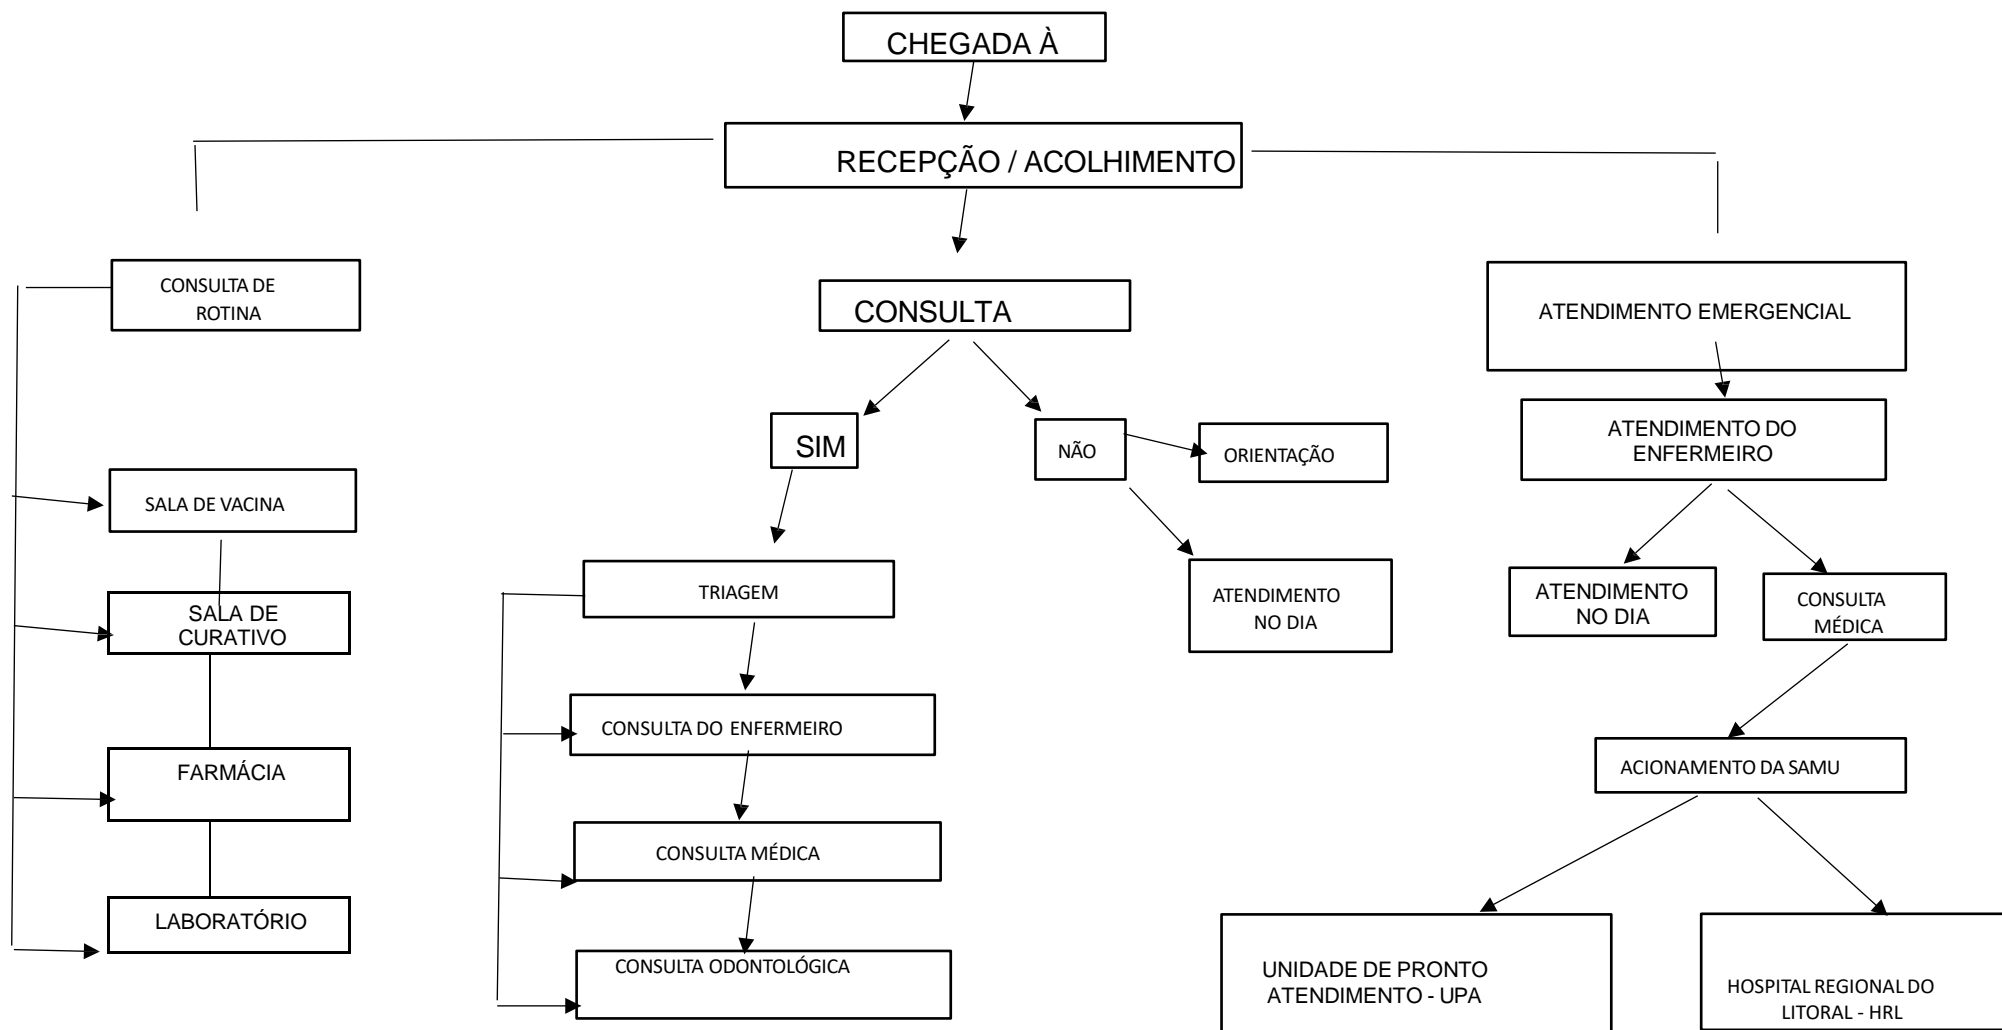 CHEGADA À
RECEPÇÃO / ACOLHIMENTO
CONSULTA DE
ROTINA
CONSULTA
ATENDIMENTO EMERGENCIAL
SIM
NÃO
ORIENTAÇÃO
ATENDIMENTO DO
ENFERMEIRO
SALA DE VACINA
SALA DE
CURATIVO
TRIAGEM
ATENDIMENTO
NO DIA
ATENDIMENTO
NO DIA
CONSULTA
MÉDICA
CONSULTA DO ENFERMEIRO
FARMÁCIA
ACIONAMENTO DA SAMU
CONSULTA MÉDICA
LABORATÓRIO
CONSULTA ODONTOLÓGICA
UNIDADE DE PRONTO
ATENDIMENTO - UPA
HOSPITAL REGIONAL DO
LITORAL - HRL